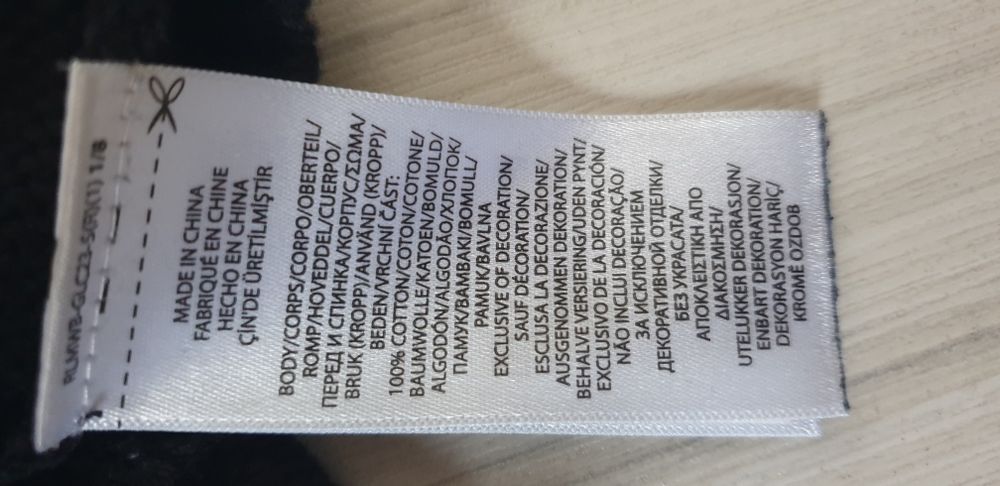 RLMWB-GLC23-S(RX(1) 1/8
MADE IN CHINA
FABRIQUÉ EN CHINE
HECHO EN CHINA
ÇİN'DE ÜRETİLMİŞTİR
BODY/CORPS/CORPO/OBERTEIL/
ROMP/HOVEDDEL/CUERPO/
ПЕРЕД И СПИНКА/КОРПУС/ΣΩΜΑ/
BRUK (KROPP)/ANVÄND (KROPP)/
BEDEN/VRCHNÍ ČÁST:
100% COTTON/COTON/COTONE/
BAUMWOLLE/KATOEN/BOMULD/
ALGODÓN/ALGODÃO/ХЛОПОК/
ПАМУК/ΒΑΜΒΑΚΙ/BOMULL/
PAMUK/BAVLNA
EXCLUSIVE OF DECORATION/
SAUF DÉCORATION/
ESCLUSA LA DECORAZIONE/
AUSGENOMMEN DEKORATION/
BEHALVE VERSIERING/UDEN PYNT/
EXCLUSIVO DE LA DECORACIÓN/
NÃO INCLUI DECORAÇÃO/
ЗА ИСКЛЮЧЕНИЕМ
ДЕКОРАТИВНОЙ ОТДЕЛКИ/
БЕЗ УКРАСАТА/
ΑΠΟΚΛΕΙΣΤΙΚΗ ΑΠΟ
ΔΙΑΚΟΣΜΗΣΗ/
UTELUKKER DEKORASJON/
ENBART DEKORATION/
DEKORASYON HARİÇ/
KROMĚ OZDOB